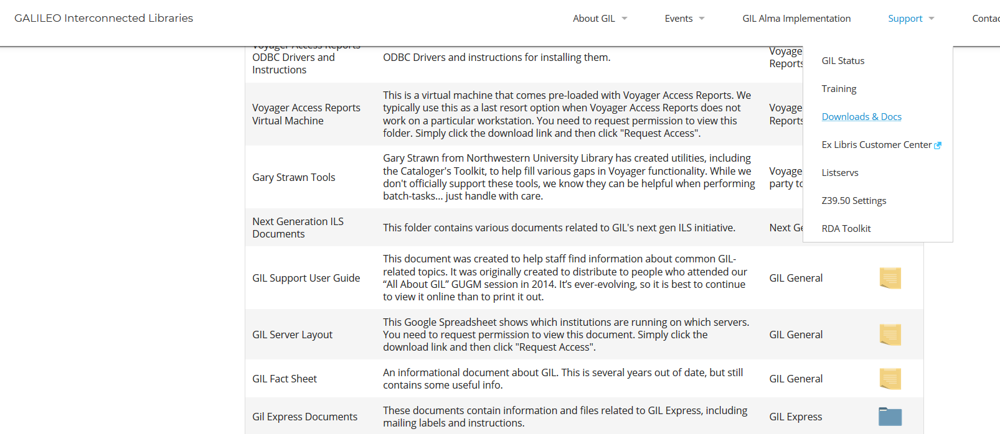 GALILEO Interconnected Libraries
About GIL
Events
GIL Alma Implementation
Support
Contac
GIL Status
Training
Downloads & Docs
Ex Libris Customer Center
Listservs
Z39.50 Settings
RDA Toolkit
Voyager Access Reports
ODBC Drivers and
Instructions
ODBC Drivers and instructions for installing them.
Voyage
Reports
Voyager Access Reports
Virtual Machine
This is a virtual machine that comes pre-loaded with Voyager Access Reports. We
typically use this as a last resort option when Voyager Access Reports does not
work on a particular workstation. You need to request permission to view this
folder. Simply click the download link and then click "Request Access".
Voyage
Reports
Gary Strawn Tools
Gary Strawn from Northwestern University Library has created utilities, including
the Cataloger's Toolkit, to help fill various gaps in Voyager functionality. While we
don't officially support these tools, we know they can be helpful when performing
batch-tasks... just handle with care.
Voyage
party to
Next Generation ILS
Documents
This folder contains various documents related to GIL's next gen ILS initiative.
Next Ge
GIL Support User Guide
This document was created to help staff find information about common GIL-
related topics. It was originally created to distribute to people who attended our
“All About GIL” GUGM session in 2014. It’s ever-evolving, so it is best to continue
to view it online than to print it out.
GIL General
GIL Server Layout
This Google Spreadsheet shows which institutions are running on which servers.
You need to request permission to view this document. Simply click the
download link and then click "Request Access".
GIL General
GIL Fact Sheet
An informational document about GIL. This is several years out of date, but still
contains some useful info.
GIL General
Gil Express Documents
These documents contain information and files related to GIL Express, including
mailing labels and instructions.
GIL Express